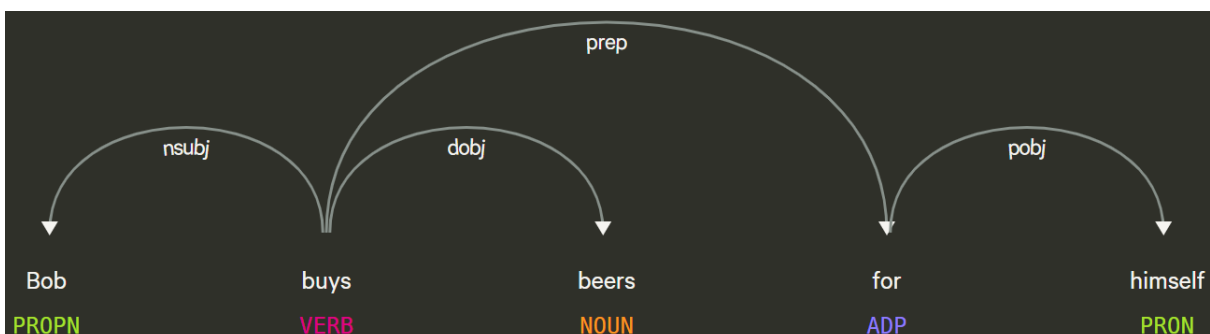 prep
nsubj dobj pobj
Bob buys beers for himself
PROPN VERB NOUN ADP PRON